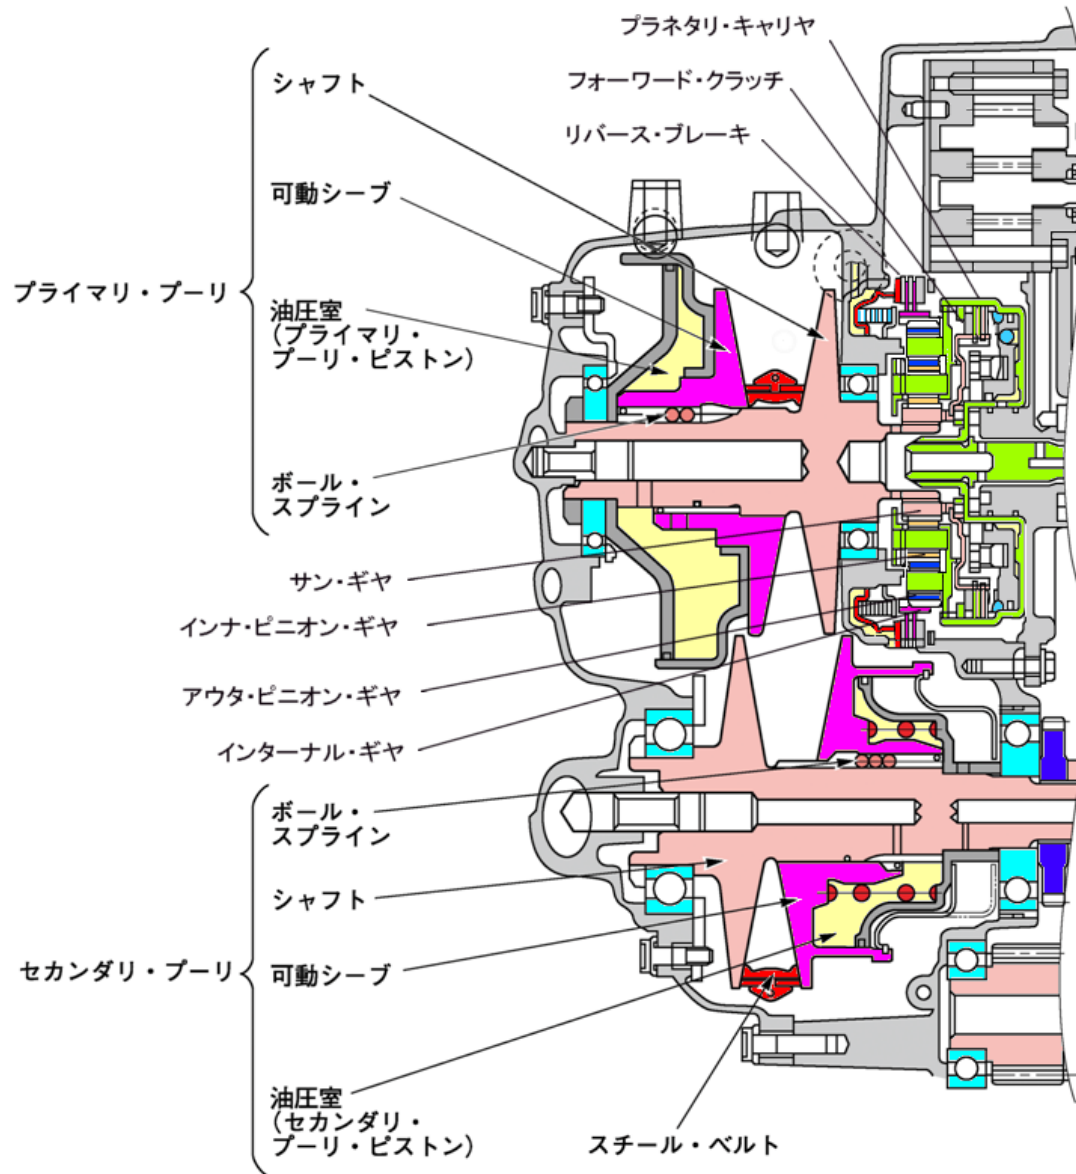 プラネタリ・キャリヤ
フォーワード・クラッチ
リバース・ブレーキ
シャフト
可動シーブ
プライマリ・プーリ
油圧室
（プライマリ・
プーリ・ピストン）
ボール・
スプライン
サン・ギヤ
インナ・ピニオン・ギヤ
アウタ・ピニオン・ギヤ
インターナル・ギヤ
ボール・
スプライン
シャフト
セカンダリ・プーリ
可動シーブ
油圧室
（セカンダリ・
プーリ・ピストン）
スチール・ベルト